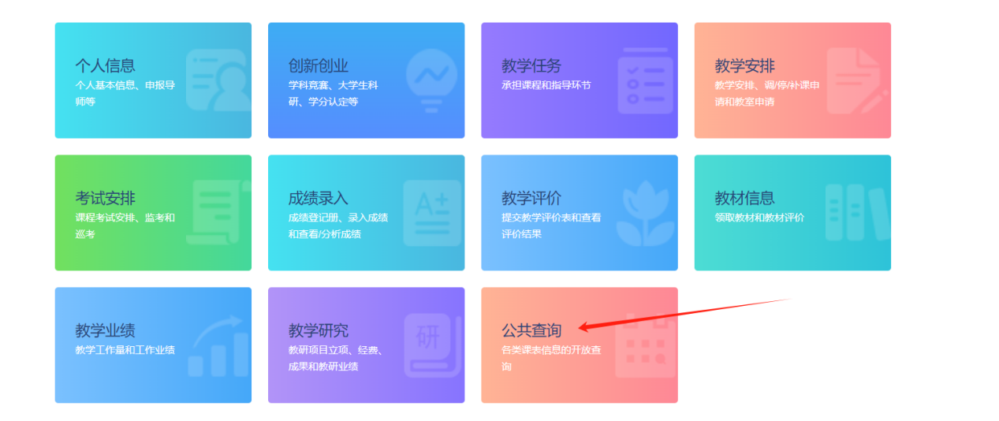 个人信息
个人基本信息、申报导
师等
创新创业
学科竞赛、大学生科
研、学分认定等
教学任务
承担课程和指导环节
教学安排
教学安排、调/停/补课申
请和教室申请
考试安排
课程考试安排、监考和
巡考
成绩录入
成绩登记册、录入成绩
和查看/分析成绩
A+
教学评价
提交教学评价表和查看
评价结果
教材信息
领取教材和教材评价
教学业绩
教学工作量和工作业绩
教学研究
教研项目立项、经费、
成果和教研业绩
研
公共查询
各类课表信息的开放查
询